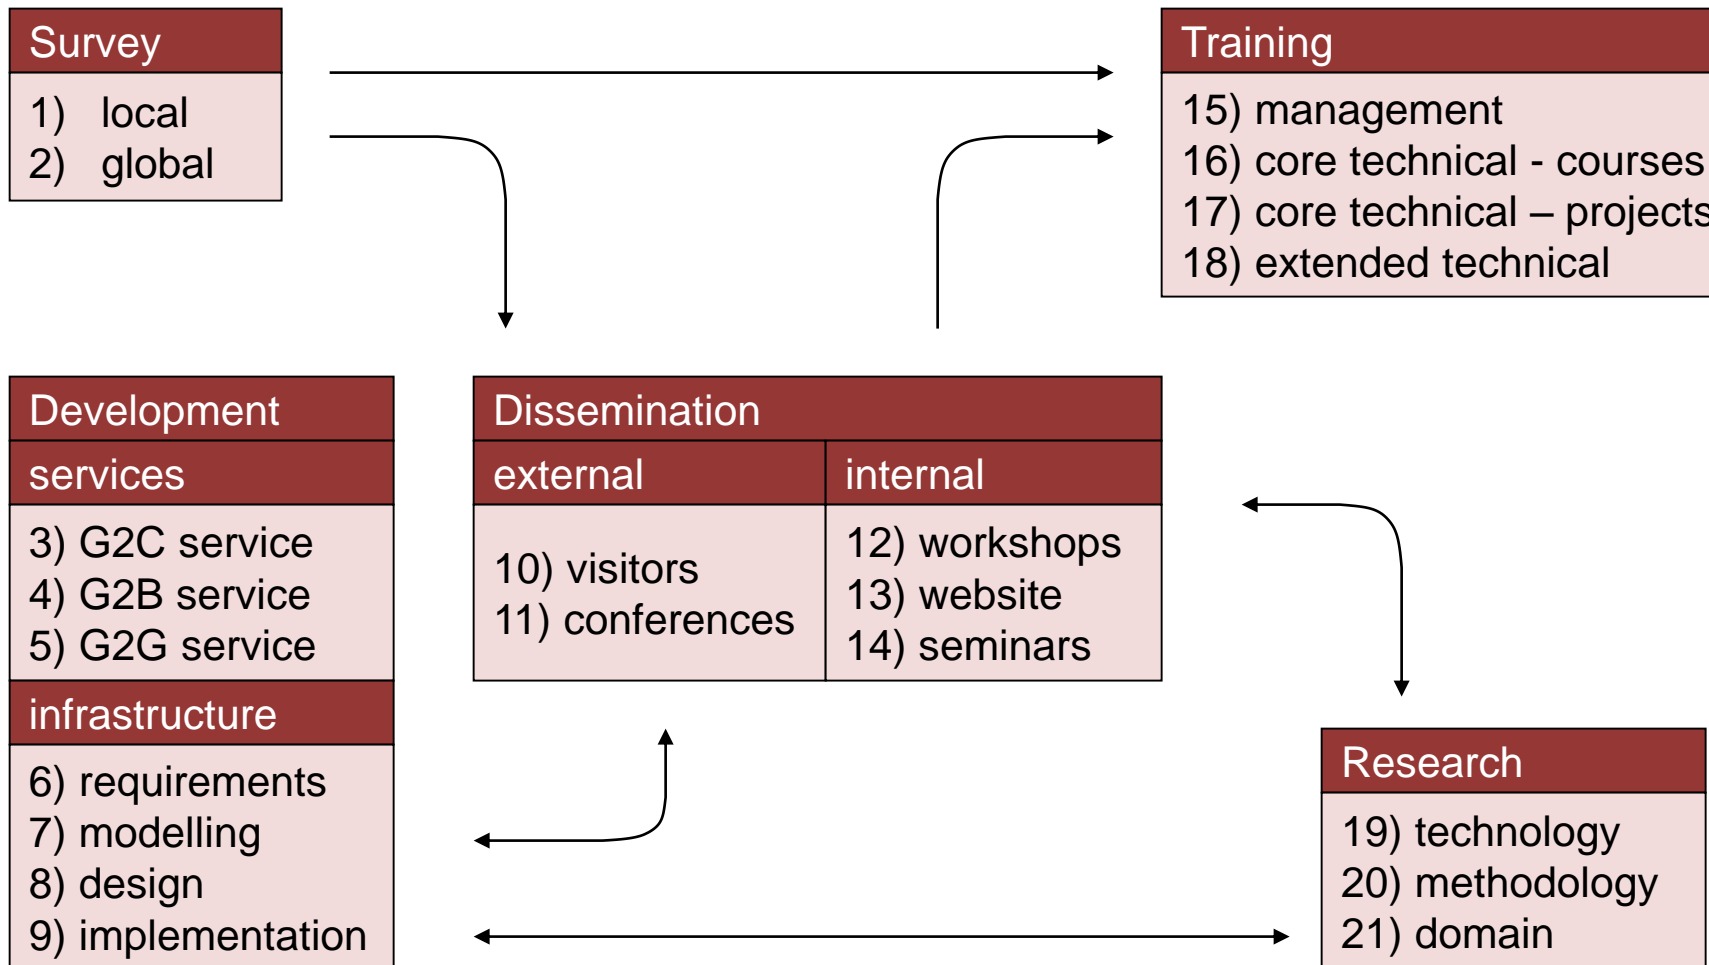 Survey
1) local
2) global
Training
15) management
16) core technical - courses
17) core technical – projects
18) extended technical
Development
services
3) G2C service
4) G2B service
5) G2G service
infrastructure
6) requirements
7) modelling
8) design
9) implementation
Dissemination
external
10) visitors
11) conferences
internal
12) workshops
13) website
14) seminars
Research
19) technology
20) methodology
21) domain